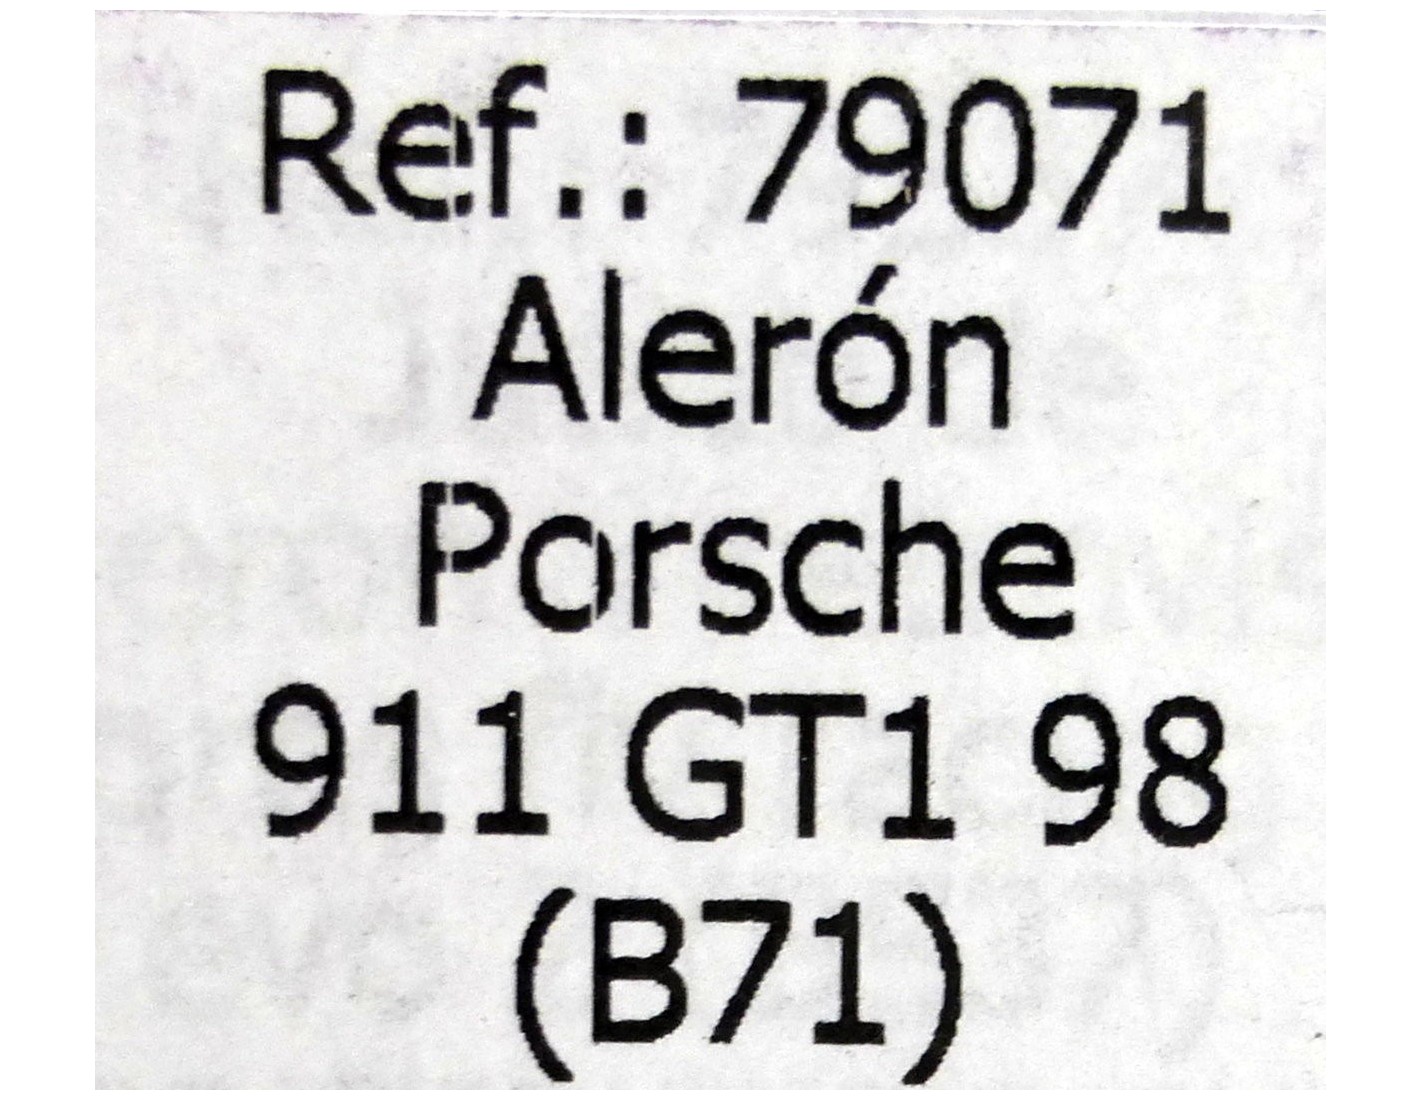 Ref.: 79071
Alerón
Porsche
911 GT1 98
(B71)